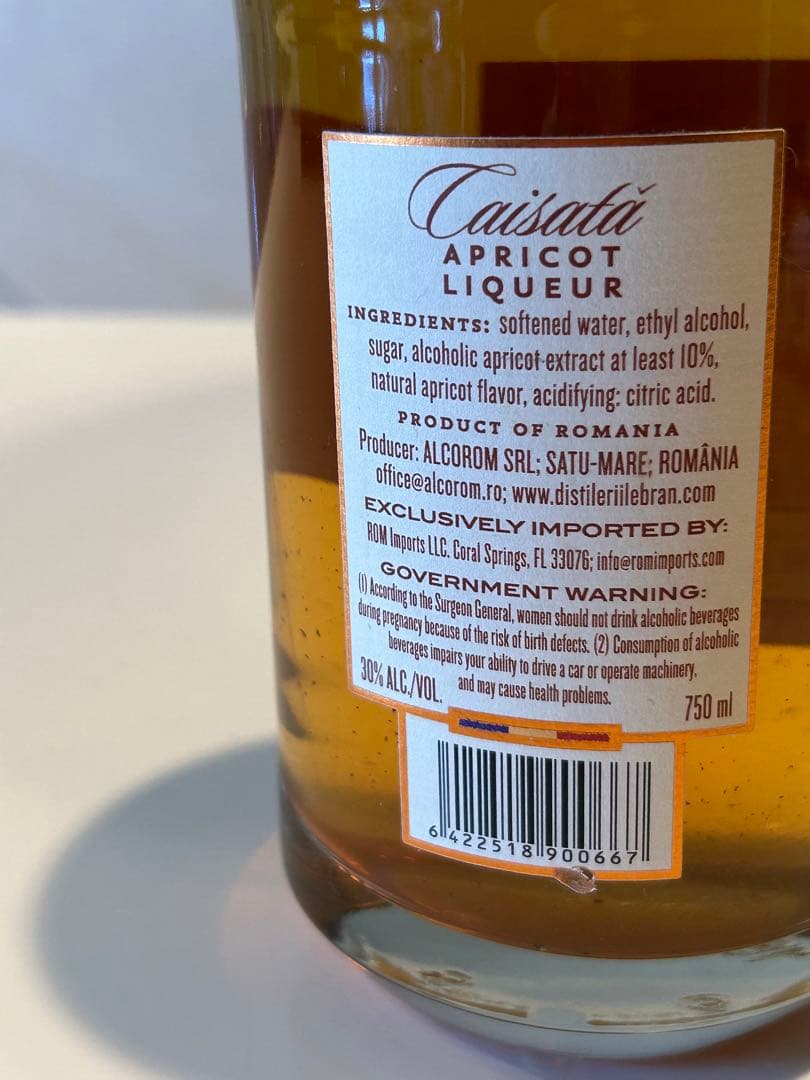 Caisată
APRICOT
LIQUEUR
INGREDIENTS: softened water, ethyl alcohol,
sugar, alcoholic apricot extract at least 10%,
natural apricot flavor, acidifying: citric acid.
PRODUCT OF ROMANIA
Producer: ALCOROM SRL; SATU-MARE; ROMÂNIA
office@alcorom.ro; www.distileriilebran.com
EXCLUSIVELY IMPORTED BY:
ROM Imports LLC. Coral Springs, FL 33076; info@romimports.com
GOVERNMENT WARNING:
(1) According to the Surgeon General, women should not drink alcoholic beverages
during pregnancy because of the risk of birth defects. (2) Consumption of alcoholic
beverages impairs your ability to drive a car or operate machinery,
and may cause health problems.
30% ALC./VOL.
750 ml
6 422518 900667